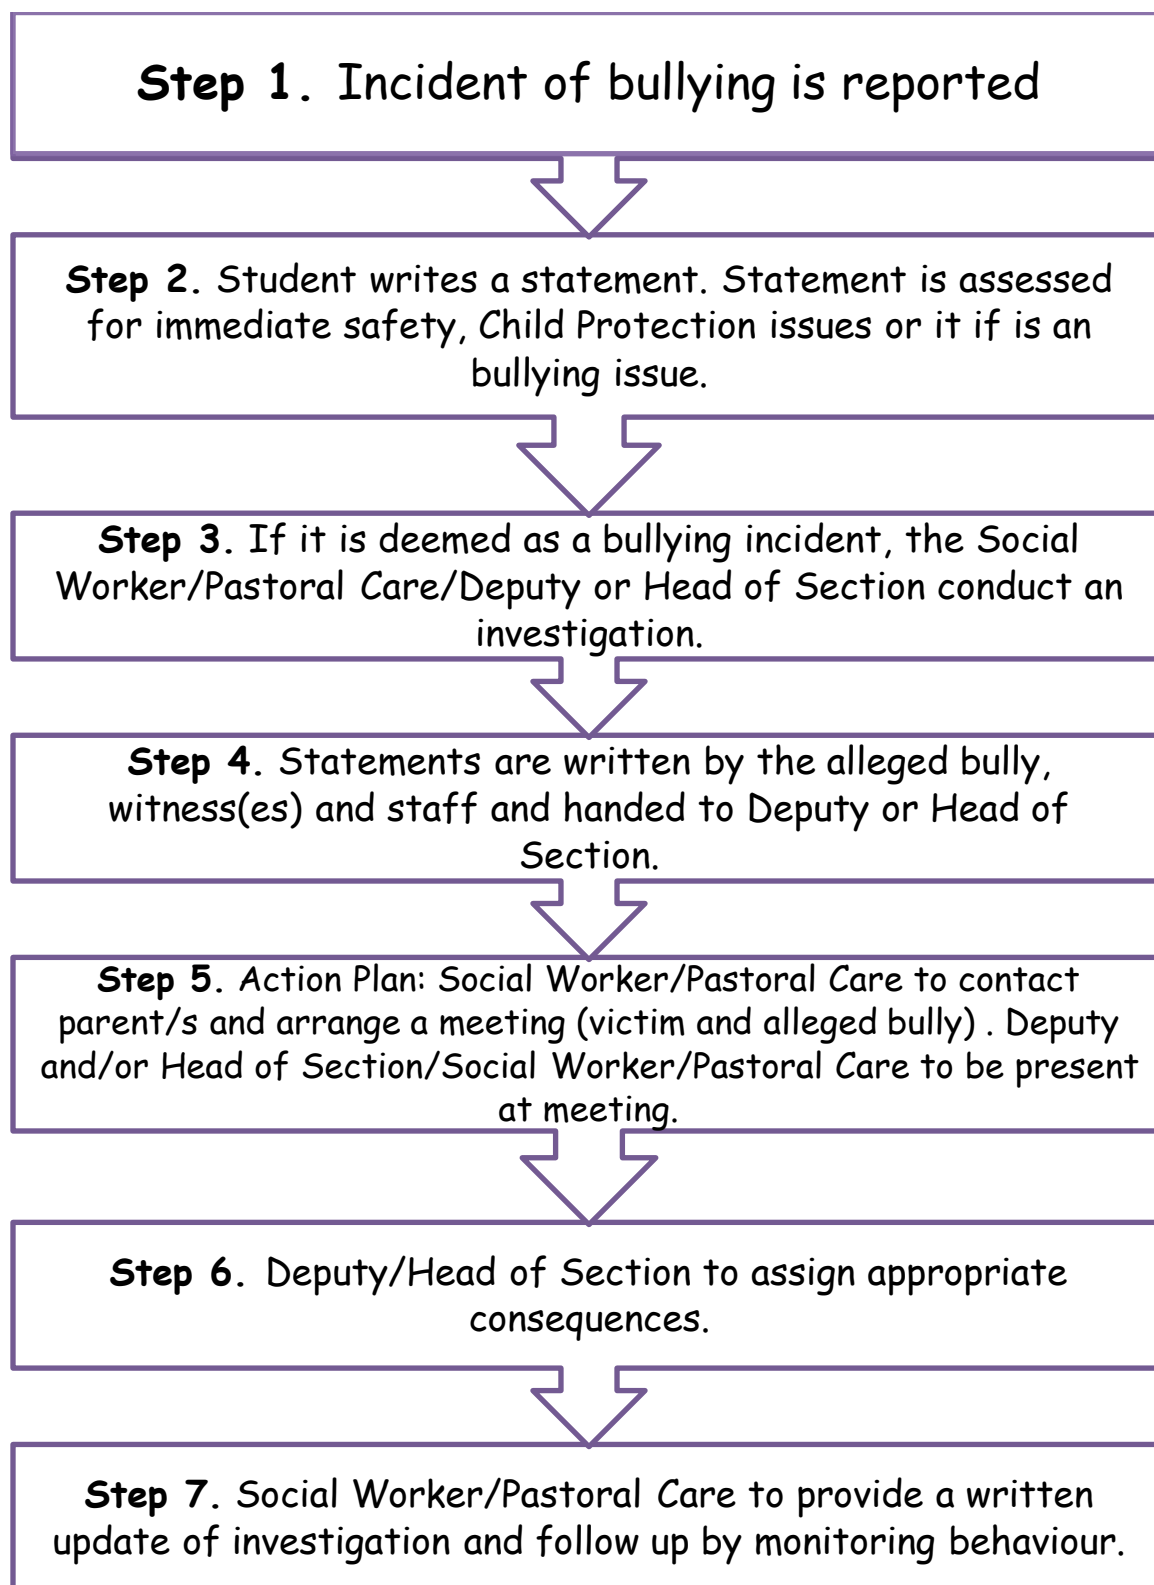 Step 1. Incident of bullying is reported
Step 2. Student writes a statement. Statement is assessed
for immediate safety, Child Protection issues or it if is an
bullying issue.
Step 3. If it is deemed as a bullying incident, the Social
Worker/Pastoral Care/Deputy or Head of Section conduct an
investigation.
Step 4. Statements are written by the alleged bully,
witness(es) and staff and handed to Deputy or Head of
Section.
Step 5. Action Plan: Social Worker/Pastoral Care to contact
parent/s and arrange a meeting (victim and alleged bully) . Deputy
and/or Head of Section/Social Worker/Pastoral Care to be present
at meeting.
Step 6. Deputy/Head of Section to assign appropriate
consequences.
Step 7. Social Worker/Pastoral Care to provide a written
update of investigation and follow up by monitoring behaviour.